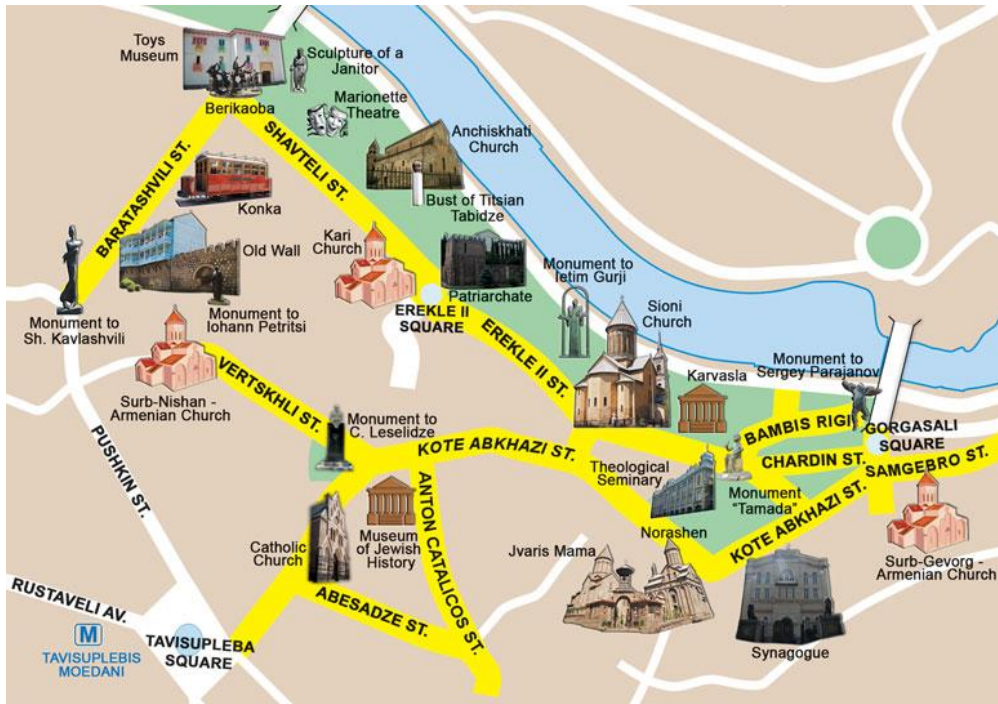 Toys
Museum
Sculpture of a
Janitor
Berikaoba
Marionette
Theatre
Anchiskhati
Church
SHAVTELI ST.
BARATASHVILI ST.
Konka
Bust of Titsian
Tabidze
Old Wall
Kari
Church
Monument to
Ietim Gurji
Patriarchate
Sioni
Church
Monument to
Sh. Kavlashvili
Monument to
Iohann Petritsi
EREKLE II
SQUARE
EREKLE II ST.
Monument to
Sergey Parajanov
Karvasla
Surb-Nishan -
Armenian Church
VERTSKHLI ST.
Monument to
C. Leselidze
KOTE ABKHAZI ST.
BAMBIS RIGI
GORGASALI
SQUARE
CHARDIN ST.
SAMGEBRO ST.
PUSHKIN ST.
Theological
Seminary
Monument
"Tamada"
KOTE ABKHAZI ST.
ANTON CATALICOS ST.
Catholic
Church
Museum
of Jewish
History
Norashen
Jvaris Mama
Surb-Gevorg -
Armenian Church
ABESADZE ST.
RUSTAVELI AV.
M
TAVISUPLEBIS
MOEDANI
TAVISUPLEBA
SQUARE
Synagogue